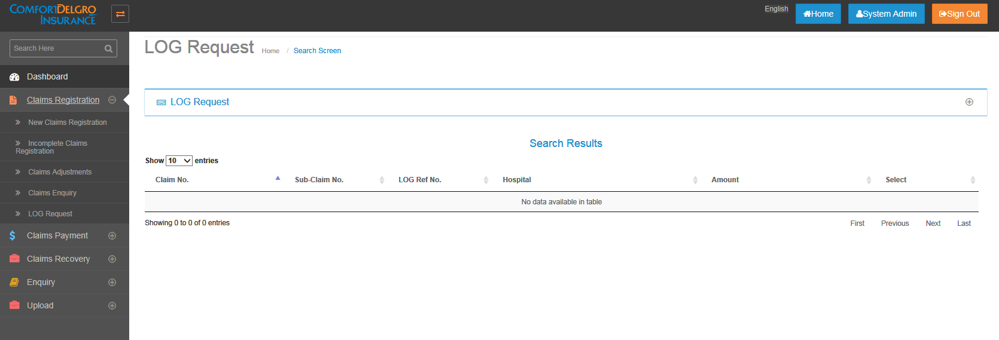 COMFORTDELGRO
INSURANCE
English
Home
System Admin
Sign Out
Search Here
Dashboard
Claims Registration
New Claims Registration
Incomplete Claims
Registration
Claims Adjustments
Claims Enquiry
LOG Request
Claims Payment
Claims Recovery
Enquiry
Upload
LOG Request Home / Search Screen
LOG Request
Search Results
Show 10 entries
Claim No. Sub-Claim No. LOG Ref No. Hospital Amount Select
No data available in table
Showing 0 to 0 of 0 entries First Previous Next Last